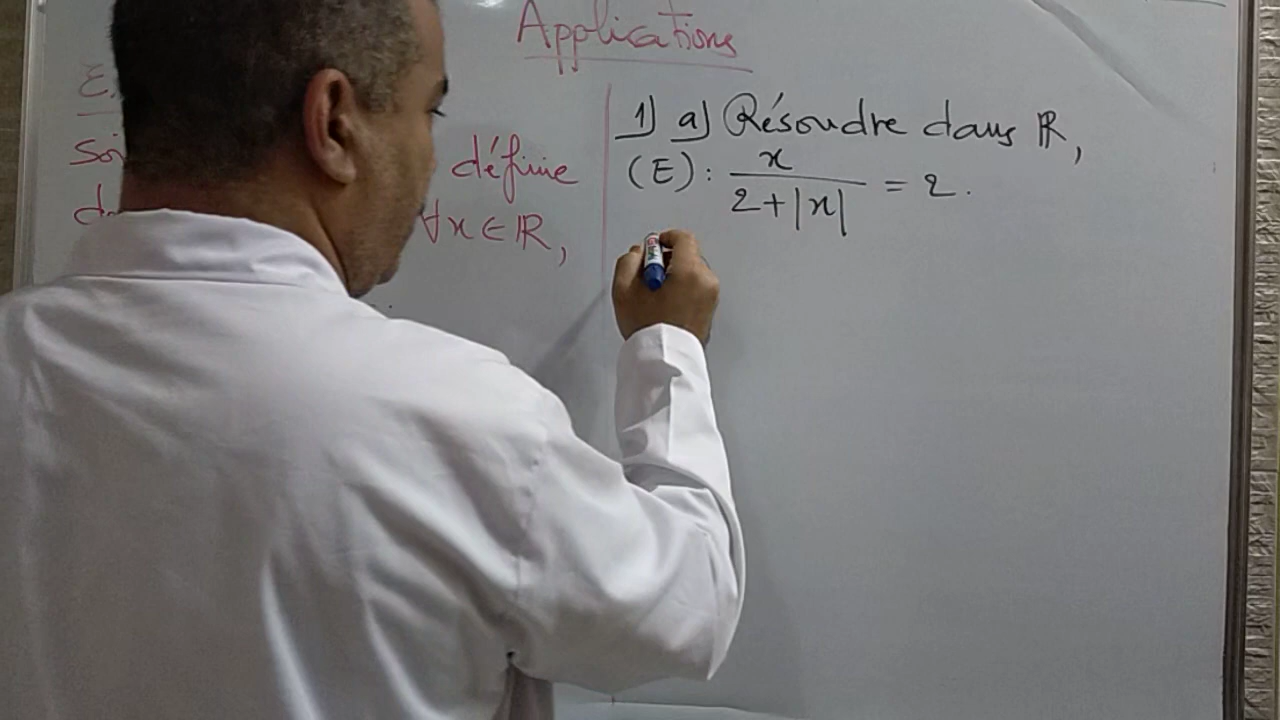 Applications
définie
∀x∈ℝ,
1) a) Résoudre dans ℝ,
(E): x/(2+|x|) = 2.